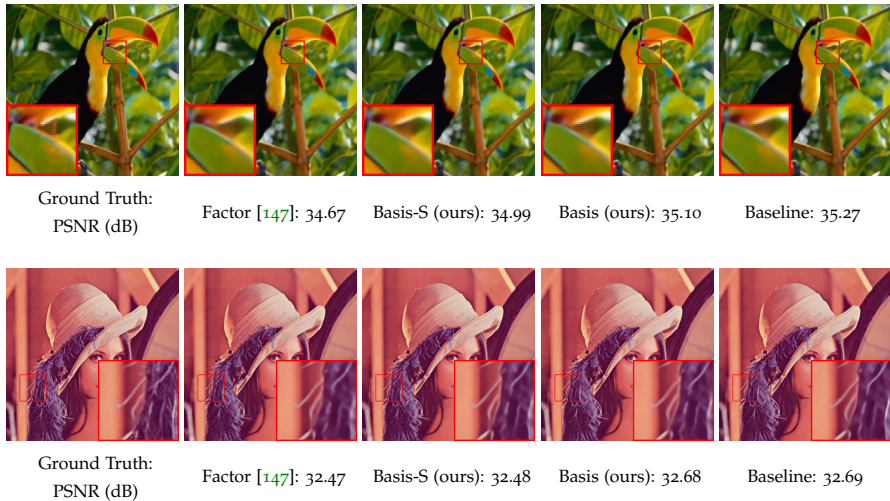 Ground Truth:
PSNR (dB)
Factor [147]: 34.67
Basis-S (ours): 34.99
Basis (ours): 35.10
Baseline: 35.27
Ground Truth:
PSNR (dB)
Factor [147]: 32.47
Basis-S (ours): 32.48
Basis (ours): 32.68
Baseline: 32.69